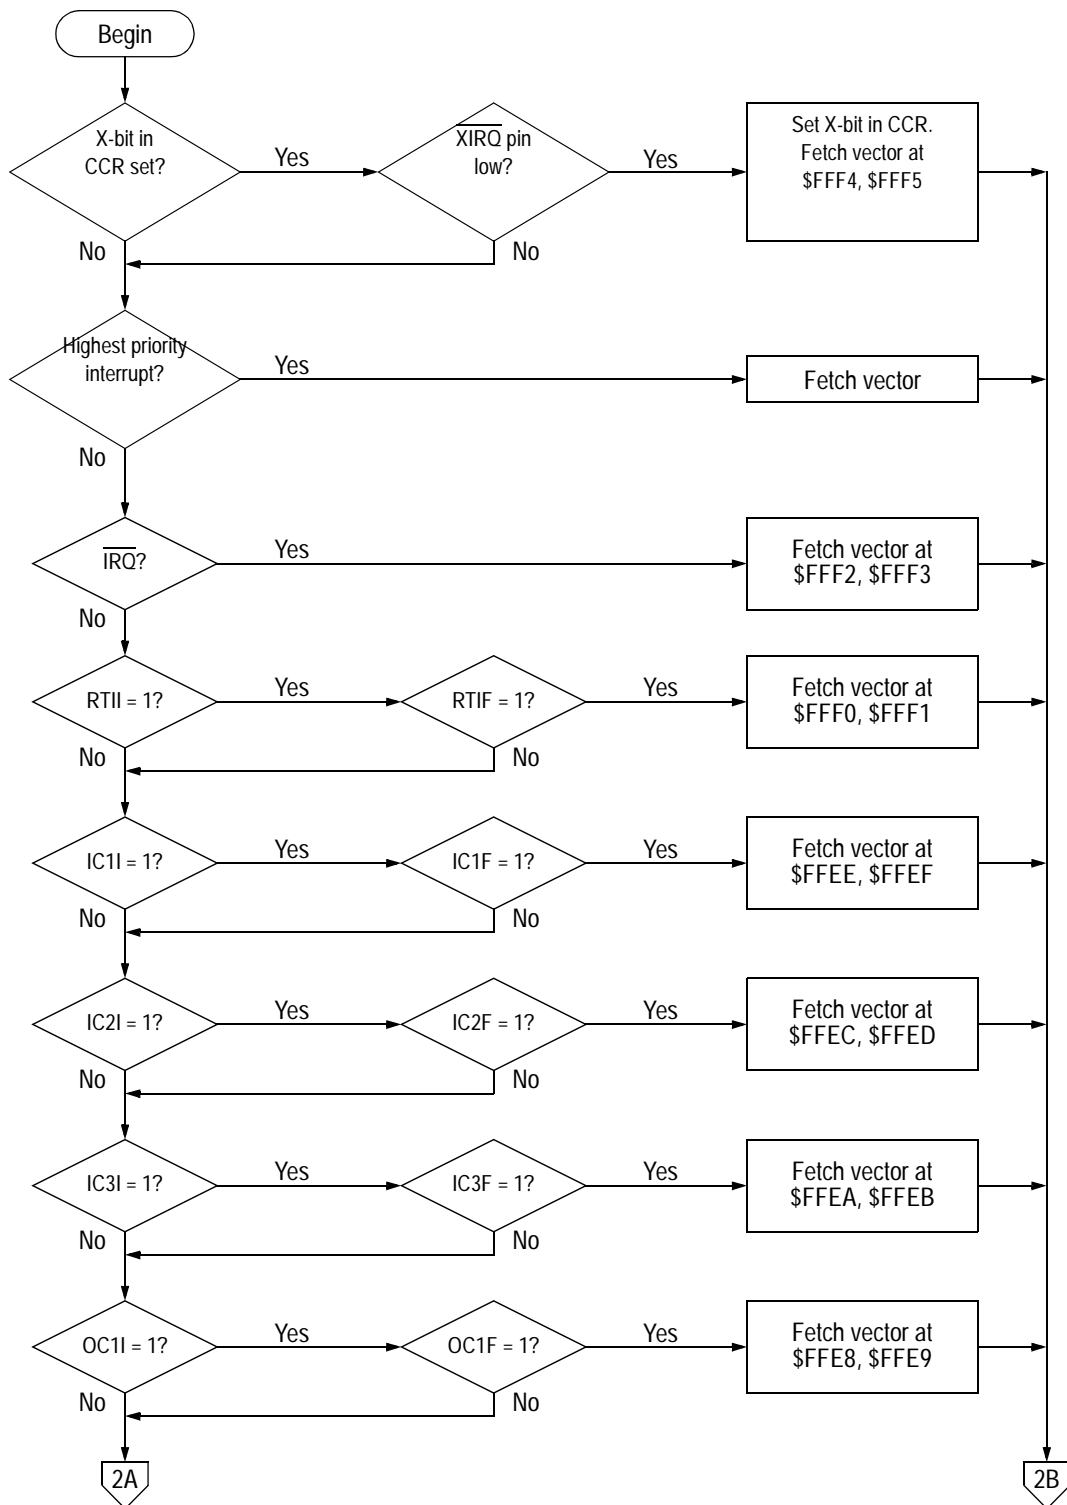 Begin
X-bit in
CCR set?
Yes
XIRQ pin
low?
Yes
Set X-bit in CCR.
Fetch vector at
$FFF4, $FFF5
No
No
Highest priority
interrupt?
Yes
Fetch vector
No
IRQ?
Yes
Fetch vector at
$FFF2, $FFF3
No
RTII = 1?
Yes
RTIF = 1?
Yes
Fetch vector at
$FFF0, $FFF1
No
No
IC1I = 1?
Yes
IC1F = 1?
Yes
Fetch vector at
$FFEE, $FFEF
No
No
IC2I = 1?
Yes
IC2F = 1?
Yes
Fetch vector at
$FFEC, $FFED
No
No
IC3I = 1?
Yes
IC3F = 1?
Yes
Fetch vector at
$FFEA, $FFEB
No
No
OC1I = 1?
Yes
OC1F = 1?
Yes
Fetch vector at
$FFE8, $FFE9
No
No
2A
2B